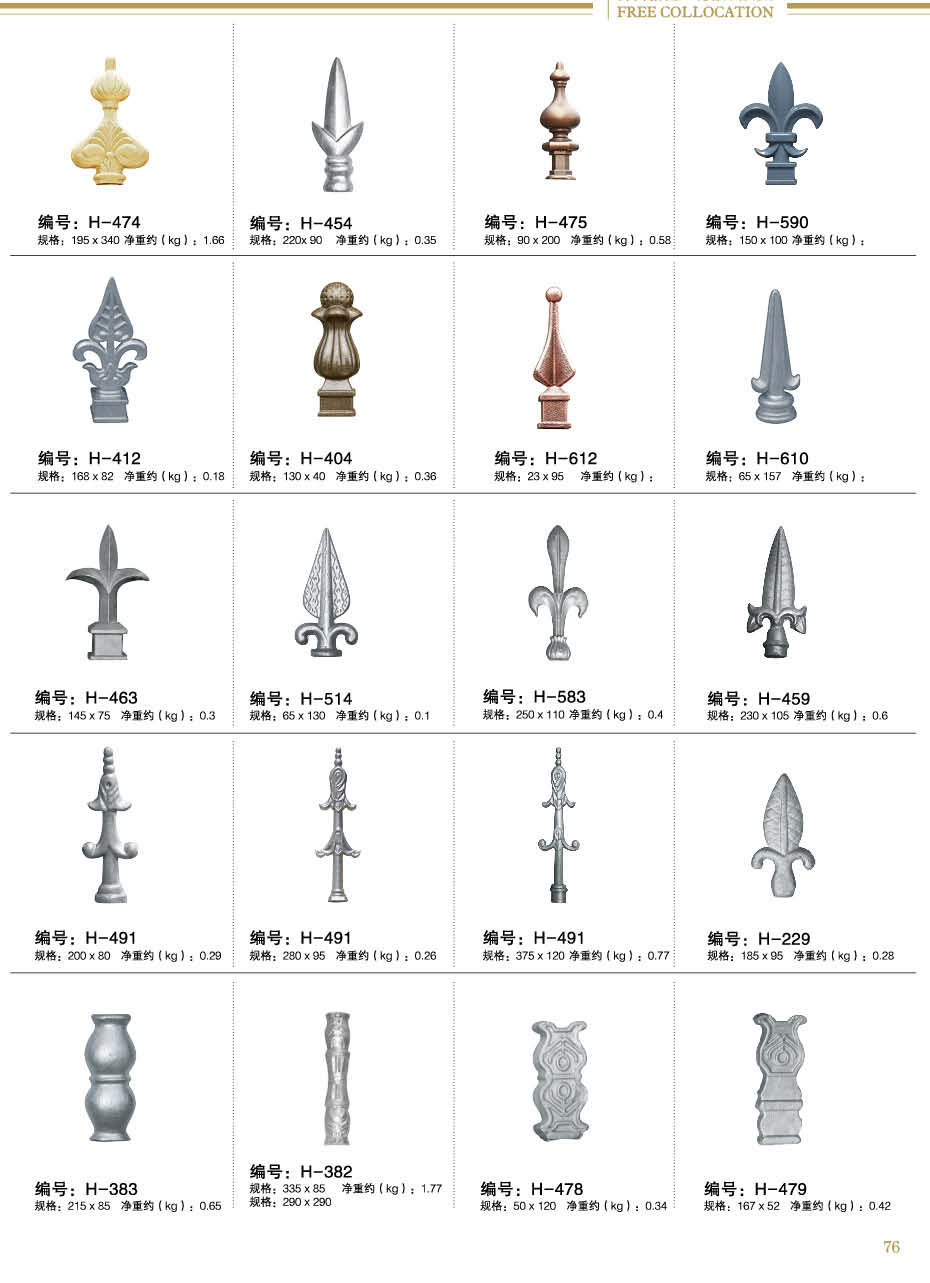 FREE COLLOCATION
编号：H-474
规格：195 x 340 净重约（kg）：1.66
编号：H-454
规格：220x 90 净重约（kg）：0.35
编号：H-475
规格：90 x 200 净重约（kg）：0.58
编号：H-590
规格：150 x 100 净重约（kg）：
编号：H-412
规格：168 x 82 净重约（kg）：0.18
编号：H-404
规格：130 x 40 净重约（kg）：0.36
编号：H-612
规格：23 x 95 净重约（kg）：
编号：H-610
规格：65 x 157 净重约（kg）：
编号：H-463
规格：145 x 75 净重约（kg）：0.3
编号：H-514
规格：65 x 130 净重约（kg）：0.1
编号：H-583
规格：250 x 110 净重约（kg）：0.4
编号：H-459
规格：230 x 105 净重约（kg）：0.6
编号：H-491
规格：200 x 80 净重约（kg）：0.29
编号：H-491
规格：280 x 95 净重约（kg）：0.26
编号：H-491
规格：375 x 120 净重约（kg）：0.77
编号：H-229
规格：185 x 95 净重约（kg）：0.28
编号：H-383
规格：215 x 85 净重约（kg）：0.65
编号：H-382
规格：335 x 85 净重约（kg）：1.77
规格：290 x 290
编号：H-478
规格：50 x 120 净重约（kg）：0.34
编号：H-479
规格：167 x 52 净重约（kg）：0.42
76